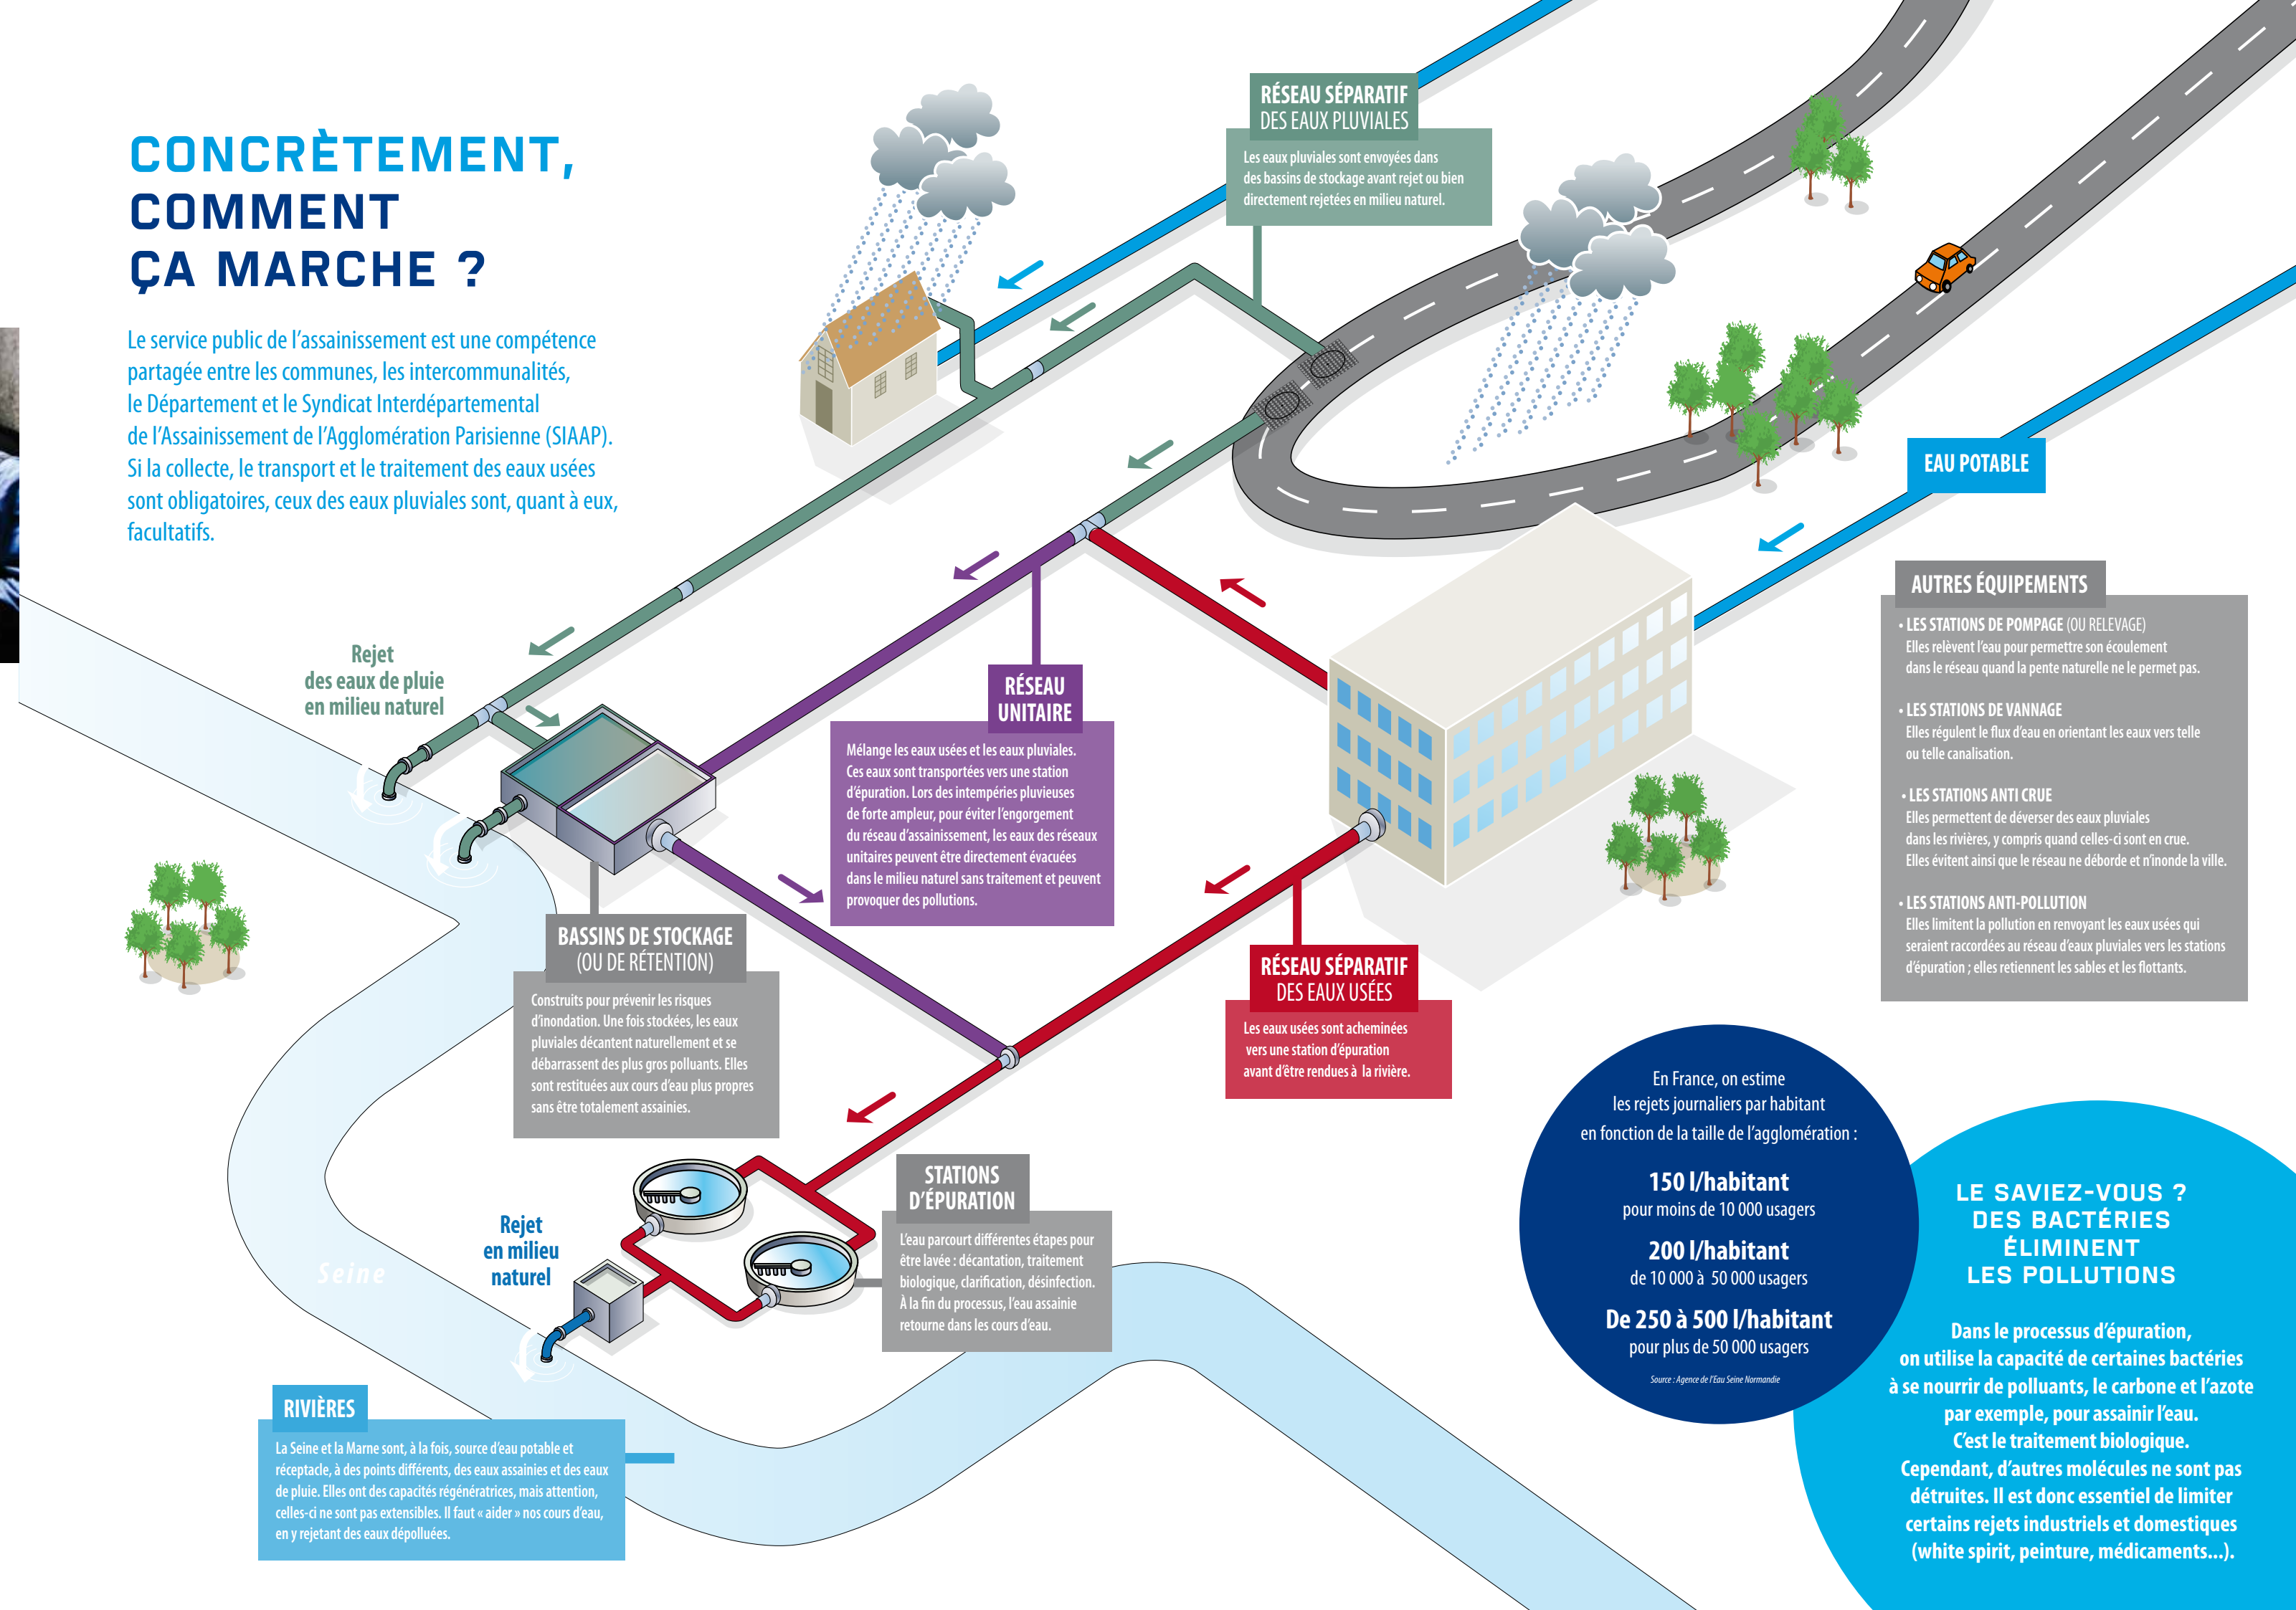 CONCRÈTEMENT,
COMMENT
ÇA MARCHE ?
Le service public de l'assainissement est une compétence
partagée entre les communes, les intercommunalités,
le Département et le Syndicat Interdépartemental
de l'Assainissement de l'Agglomération Parisienne (SIAAP).
Si la collecte, le transport et le traitement des eaux usées
sont obligatoires, ceux des eaux pluviales sont, quant à eux,
facultatifs.
RÉSEAU SÉPARATIF
DES EAUX PLUVIALES
Les eaux pluviales sont envoyées dans
des bassins de stockage avant rejet ou bien
directement rejetées en milieu naturel.
EAU POTABLE
AUTRES ÉQUIPEMENTS
• LES STATIONS DE POMPAGE (OU RELEVAGE)
Elles relèvent l'eau pour permettre son écoulement
dans le réseau quand la pente naturelle ne le permet pas.
• LES STATIONS DE VANNAGE
Elles régulent le flux d'eau en orientant les eaux vers telle
ou telle canalisation.
• LES STATIONS ANTI CRUE
Elles permettent de déverser des eaux pluviales
dans les rivières, y compris quand celles-ci sont en crue.
Elles évitent ainsi que le réseau ne déborde et n'inonde la ville.
• LES STATIONS ANTI-POLLUTION
Elles limitent la pollution en renvoyant les eaux usées qui
seraient raccordées au réseau d'eaux pluviales vers les stations
d'épuration ; elles retiennent les sables et les flottants.
Rejet
des eaux de pluie
en milieu naturel
RÉSEAU
UNITAIRE
Mélange les eaux usées et les eaux pluviales.
Ces eaux sont transportées vers une station
d'épuration. Lors des intempéries pluvieuses
de forte ampleur, pour éviter l'engorgement
du réseau d'assainissement, les eaux des réseaux
unitaires peuvent être directement évacuées
dans le milieu naturel sans traitement et peuvent
provoquer des pollutions.
BASSINS DE STOCKAGE
(OU DE RÉTENTION)
Construits pour prévenir les risques
d'inondation. Une fois stockées, les eaux
pluviales décantent naturellement et se
débarrassent des plus gros polluants. Elles
sont restituées aux cours d'eau plus propres
sans être totalement assainies.
RÉSEAU SÉPARATIF
DES EAUX USÉES
Les eaux usées sont acheminées
vers une station d'épuration
avant d'être rendues à la rivière.
STATIONS
D'ÉPURATION
L'eau parcourt différentes étapes pour
être lavée : décantation, traitement
biologique, clarification, désinfection.
À la fin du processus, l'eau assainie
retourne dans les cours d'eau.
Rejet
en milieu
naturel
Seine
RIVIÈRES
La Seine et la Marne sont, à la fois, source d'eau potable et
réceptacle, à des points différents, des eaux assainies et des eaux
de pluie. Elles ont des capacités régénératrices, mais attention,
celles-ci ne sont pas extensibles. Il faut « aider » nos cours d'eau,
en y rejetant des eaux dépolluées.
En France, on estime
les rejets journaliers par habitant
en fonction de la taille de l'agglomération :
150 l/habitant
pour moins de 10 000 usagers
200 l/habitant
de 10 000 à 50 000 usagers
De 250 à 500 l/habitant
pour plus de 50 000 usagers
Source : Agence de l'Eau Seine Normandie
LE SAVIEZ-VOUS ?
DES BACTÉRIES
ÉLIMINENT
LES POLLUTIONS
Dans le processus d'épuration,
on utilise la capacité de certaines bactéries
à se nourrir de polluants, le carbone et l'azote
par exemple, pour assainir l'eau.
C'est le traitement biologique.
Cependant, d'autres molécules ne sont pas
détruites. Il est donc essentiel de limiter
certains rejets industriels et domestiques
(white spirit, peinture, médicaments...).